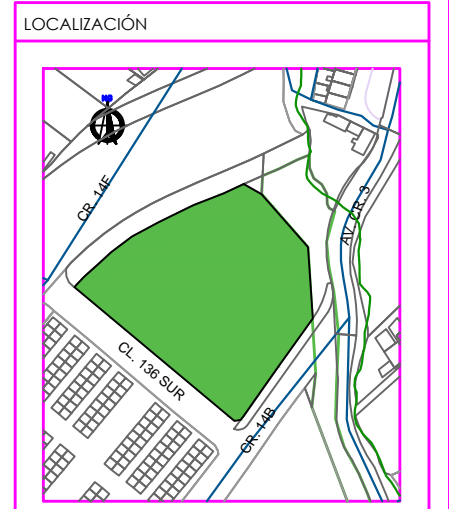 LOCALIZACIÓN
CR. 14F
AV. CR. 3
CL. 136 SUR
CR. 14B